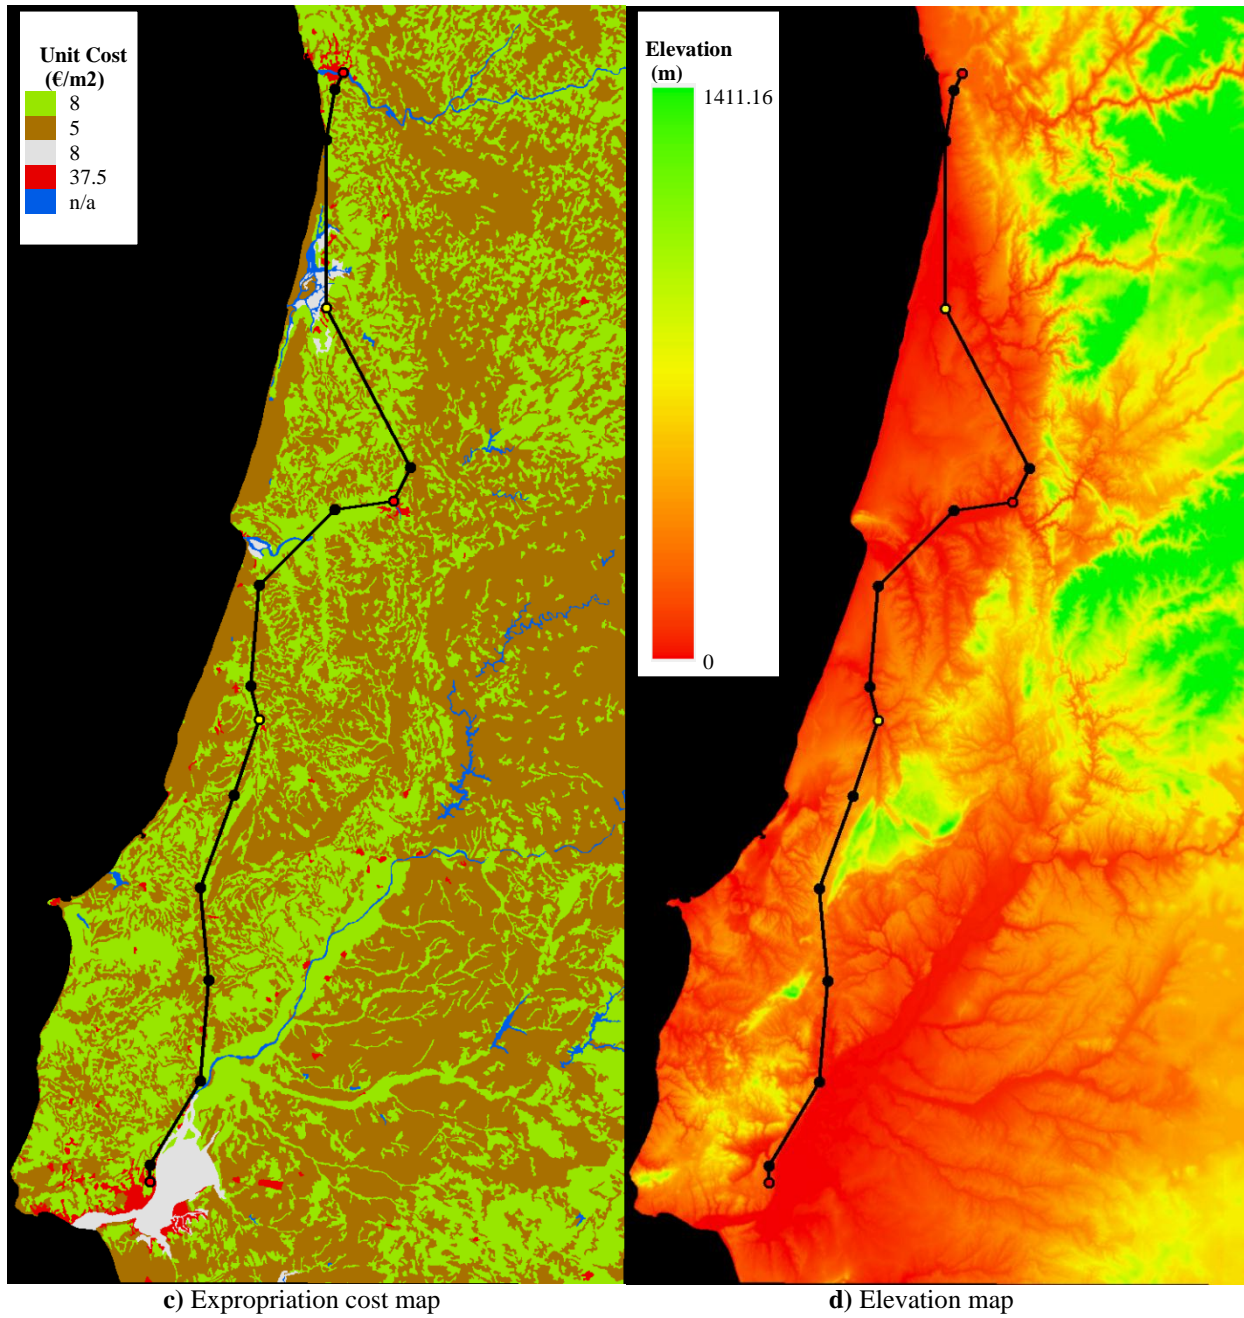 Unit Cost
(€/m2)
8
5
8
37.5
n/a
Elevation
(m)
1411.16
0
c) Expropriation cost map
d) Elevation map